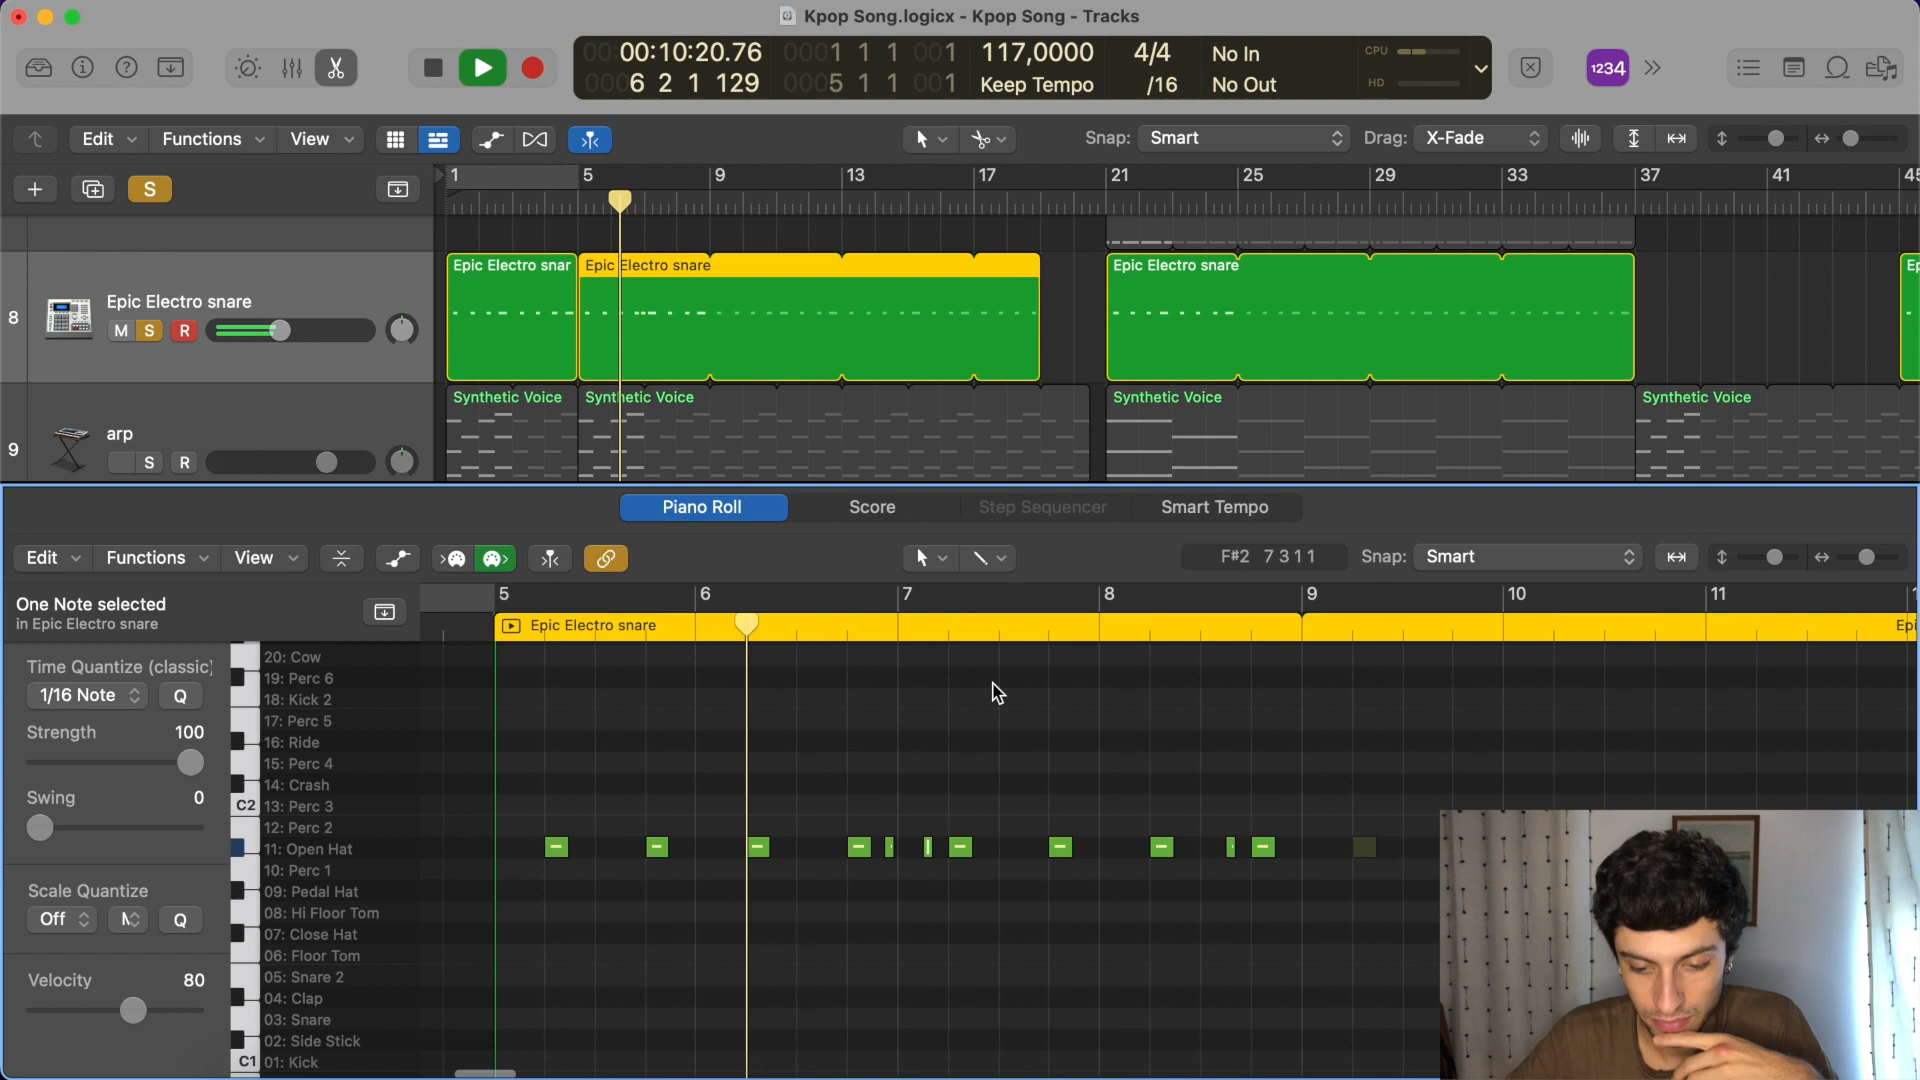 Kpop Song.logicx - Kpop Song - Tracks
00:10:20.76 0001 1 1 001 117,0000 4/4 No In CPU
0006 2 1 129 0005 1 1 001 Keep Tempo /16 No Out HD
1234
Edit Functions View Snap: Smart Drag: X-Fade
S
1 5 9 13 17 21 25 29 33 37 41 45
8 Epic Electro snare
M S R
Epic Electro snar Epic Electro snare Epic Electro snare Ep
9 arp
S R
Synthetic Voice Synthetic Voice Synthetic Voice Synthetic Voice
Piano Roll Score Step Sequencer Smart Tempo
Edit Functions View F#2 7 3 1 1 Snap: Smart
One Note selected
in Epic Electro snare
5 6 7 8 9 10 11
Epic Electro snare Epi
Time Quantize (classic)
1/16 Note Q
Strength 100
Swing 0
Scale Quantize
Off Q
Velocity 80
20: Cow
19: Perc 6
18: Kick 2
17: Perc 5
16: Ride
15: Perc 4
14: Crash
C2 13: Perc 3
12: Perc 2
11: Open Hat
10: Perc 1
09: Pedal Hat
08: Hi Floor Tom
07: Close Hat
06: Floor Tom
05: Snare 2
04: Clap
03: Snare
02: Side Stick
C1 01: Kick